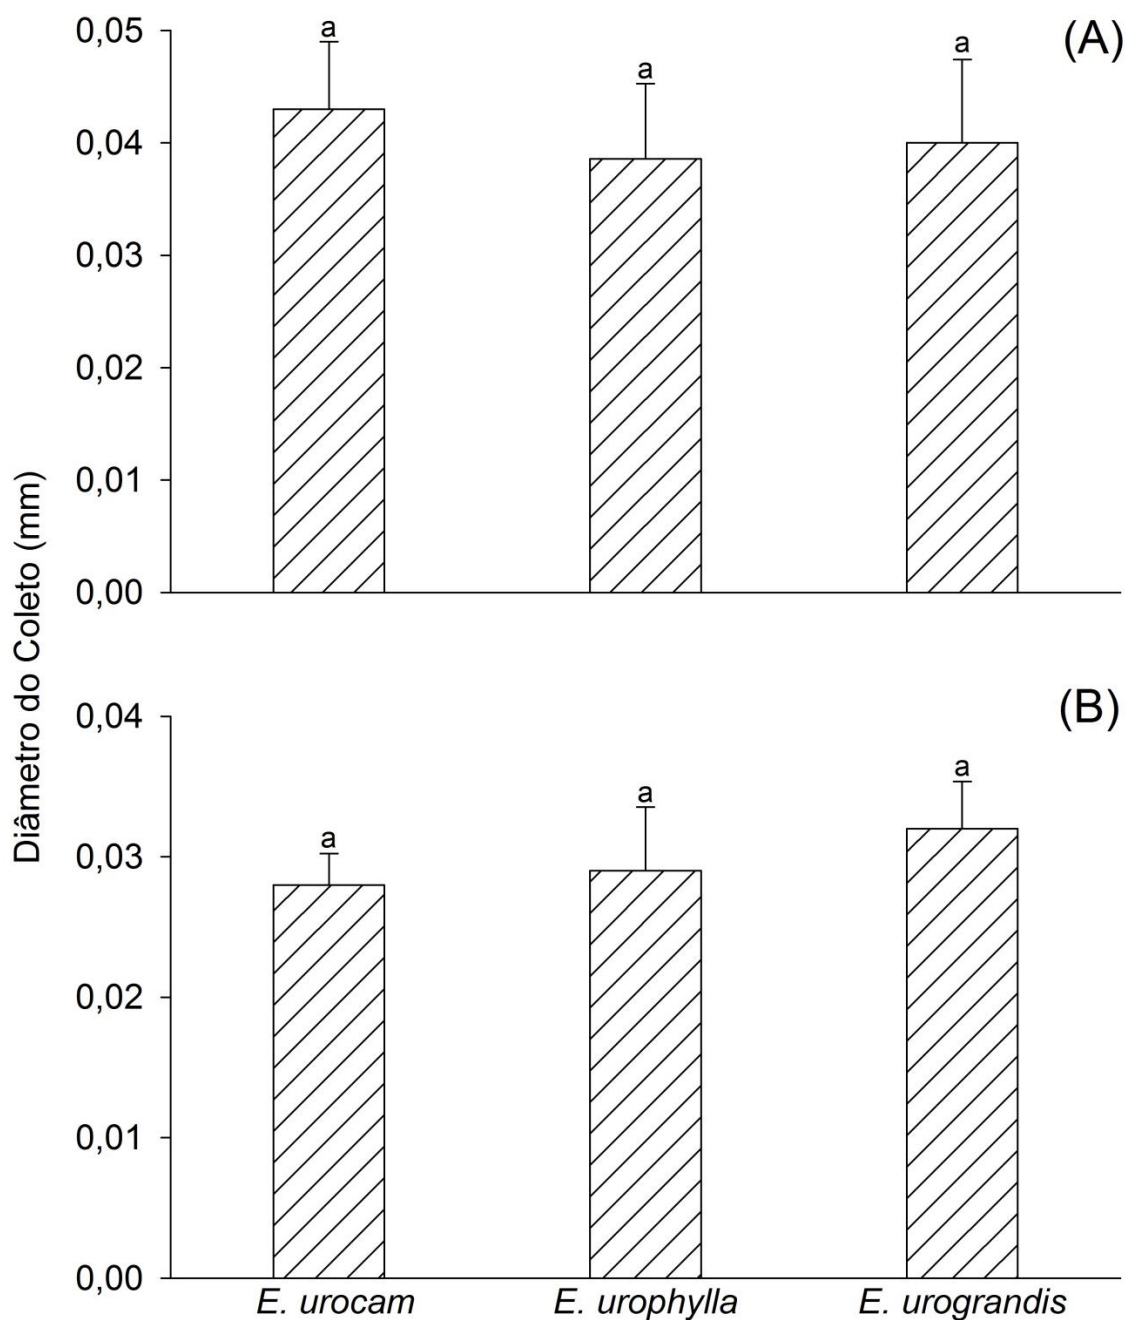 Diâmetro do Coleto (mm)
(A)
0,05
0,04
0,03
0,02
0,01
0,00
a
a
a
(B)
0,04
0,03
0,02
0,01
0,00
a
a
a
E. urocam
E. urophylla
E. urograndis